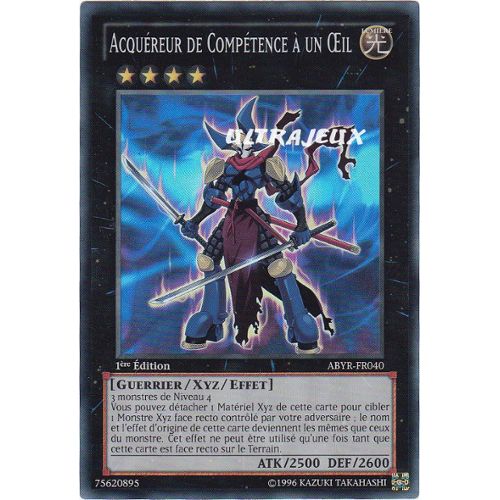 ACQUÉREUR DE COMPÉTENCE À UN ŒIL
LUMIÈRE
光
ULTRAJEUX
1ère Édition
ABYR-FR040
[GUERRIER/XYZ/EFFET]
3 monstres de Niveau 4
Vous pouvez détacher 1 Matériel Xyz de cette carte pour cibler
1 Monstre Xyz face recto contrôlé par votre adversaire ; le nom
et l'effet d'origine de cette carte deviennent les mêmes que ceux
du monstre. Cet effet ne peut être utilisé qu'une fois tant que
cette carte est face recto sur le Terrain.
ATK/2500 DEF/2600
75620895
©1996 KAZUKI TAKAHASHI